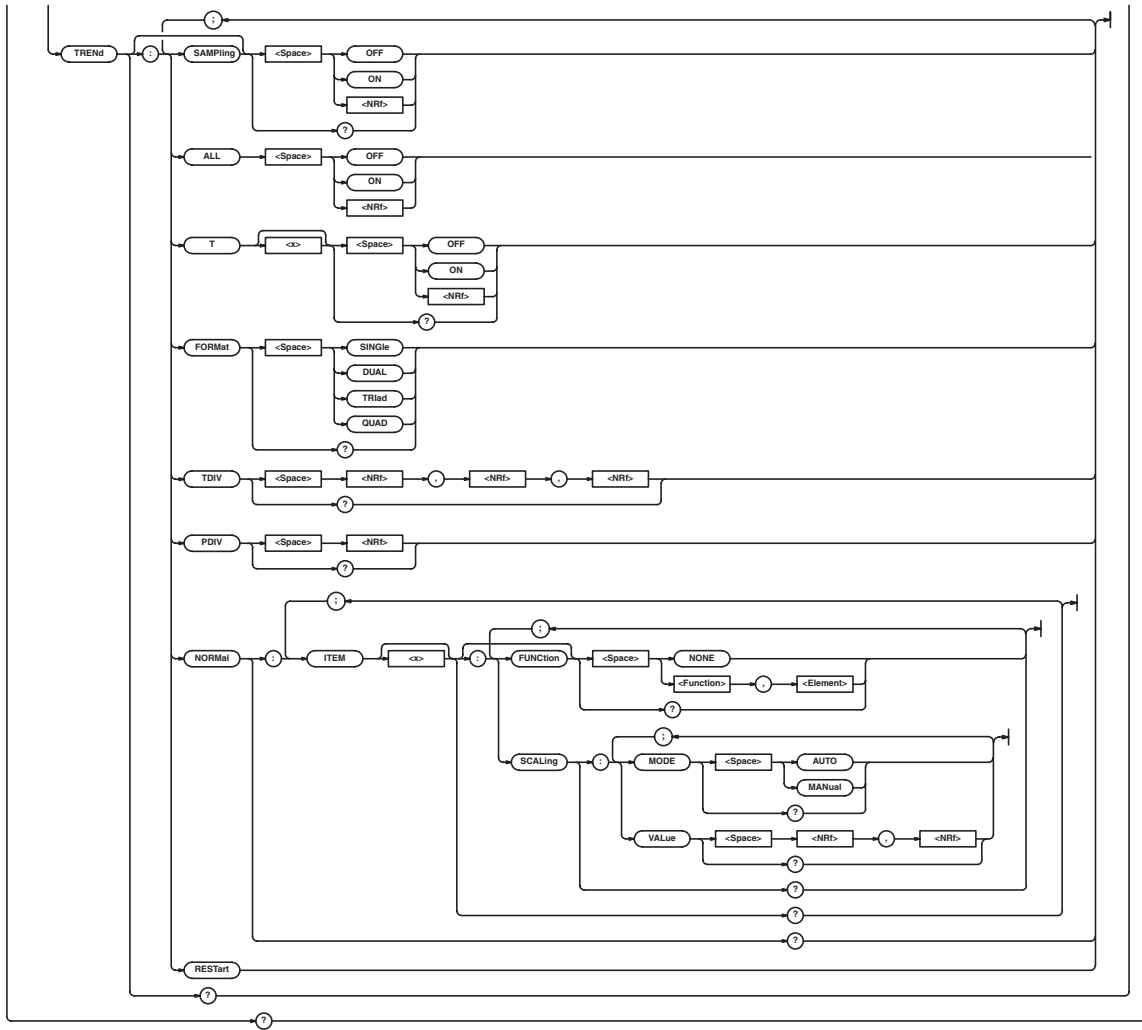 ;
TRENd : SAMPling <Space> OFF
ON
<NRf>
?
ALL <Space> OFF
ON
<NRf>
T <x> <Space> OFF
ON
<NRf>
?
FORMat <Space> SINGle
DUAL
TRIad
QUAD
?
TDIV <Space> <NRf> , <NRf> , <NRf>
?
PDIV <Space> <NRf>
?
;
;
NORMal : ITEM <x> : FUNCtion <Space> NONE
<Function> , <Element>
?
;
SCALing : MODE <Space> AUTO
MANual
?
VALue <Space> <NRf> , <NRf>
?
?
?
?
RESTart
?
?